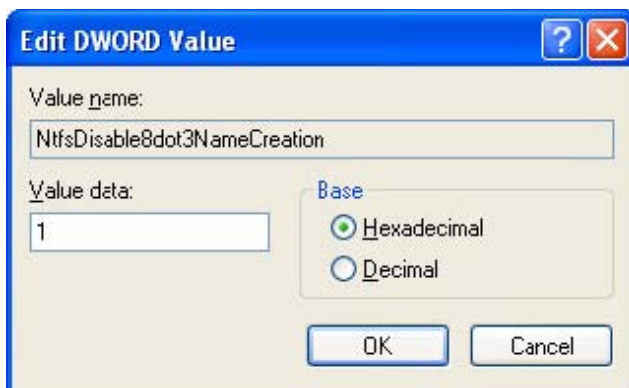 Edit DWORD Value
?
Value name:
NtfsDisable8dot3NameCreation
Value data:
1
Base
Hexadecimal
Decimal
OK
Cancel